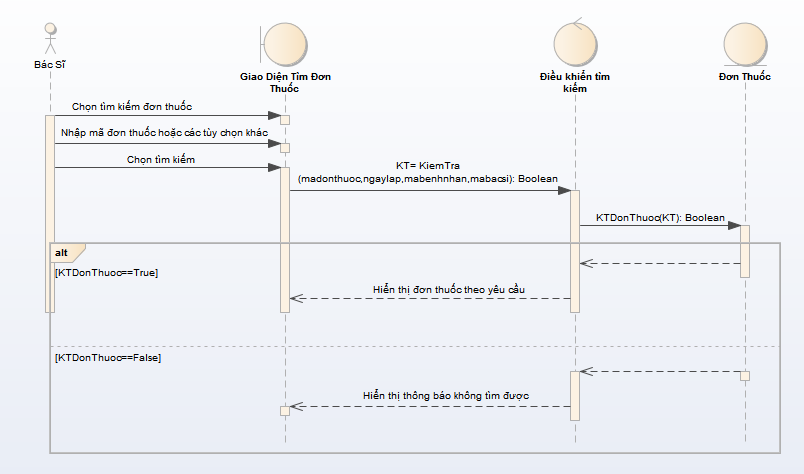 Bác Sĩ
Giao Diện Tìm Đơn
Thuốc
Điều khiển tìm
kiếm
Đơn Thuốc
Chọn tìm kiếm đơn thuốc
Nhập mã đơn thuốc hoặc các tùy chọn khác
Chọn tìm kiếm
KT= KiemTra
(madonthuoc,ngaylap,mabenhnhan,mabacsi): Boolean
KTDonThuoc(KT): Boolean
alt
[KTDonThuoc==True]
Hiển thị đơn thuốc theo yêu cầu
[KTDonThuoc==False]
Hiển thị thông báo không tìm được